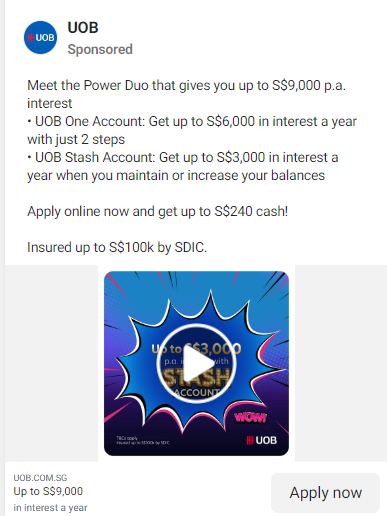 UOB
UOB
Sponsored
Meet the Power Duo that gives you up to S$9,000 p.a.
interest
• UOB One Account: Get up to S$6,000 in interest a year
with just 2 steps
• UOB Stash Account: Get up to S$3,000 in interest a
year when you maintain or increase your balances
Apply online now and get up to S$240 cash!
Insured up to S$100k by SDIC.
Up to S$3,000
p.a. with
STASH
ACCOUNT
WOW!
T&Cs apply
Insured up to S$100k by SDIC
UOB
UOB.COM.SG
Up to S$9,000
in interest a year
Apply now